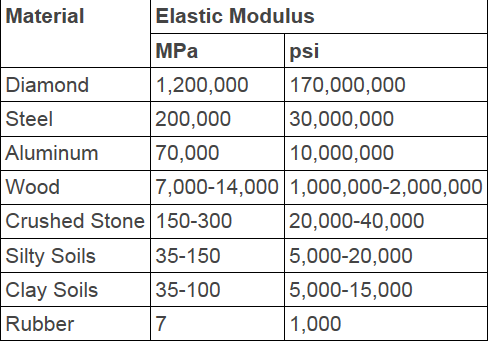 Material Elastic Modulus
MPa psi
Diamond 1,200,000 170,000,000
Steel 200,000 30,000,000
Aluminum 70,000 10,000,000
Wood 7,000-14,000 1,000,000-2,000,000
Crushed Stone 150-300 20,000-40,000
Silty Soils 35-150 5,000-20,000
Clay Soils 35-100 5,000-15,000
Rubber 7 1,000